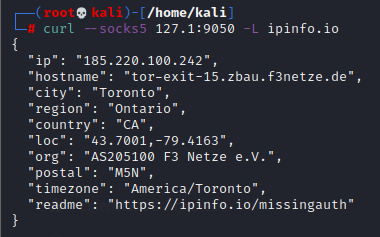 (root💀kali)-[/home/kali]
# curl --socks5 127.1:9050 -L ipinfo.io
{
  "ip": "185.220.100.242",
  "hostname": "tor-exit-15.zbau.f3netze.de",
  "city": "Toronto",
  "region": "Ontario",
  "country": "CA",
  "loc": "43.7001,-79.4163",
  "org": "AS205100 F3 Netze e.V.",
  "postal": "M5N",
  "timezone": "America/Toronto",
  "readme": "https://ipinfo.io/missingauth"
}